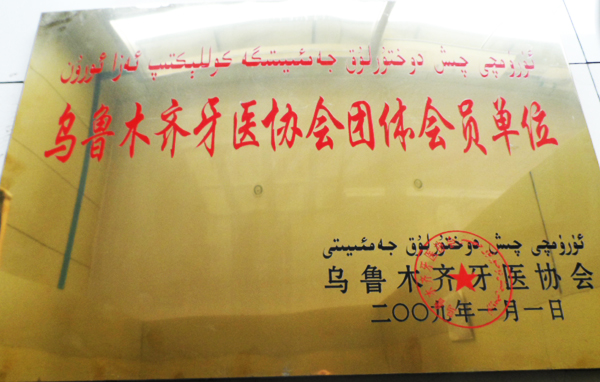 ئۈرۈمچى چىش دوختۇرلۇق جەمئىيىتىگە كوللېكتىپ ئەزا ئورۇن
乌鲁木齐牙医协会团体会员单位
ئۈرۈمچى چىش دوختۇرلۇق جەمئىيىتى
乌鲁木齐牙医协会
二〇〇九年一月一日